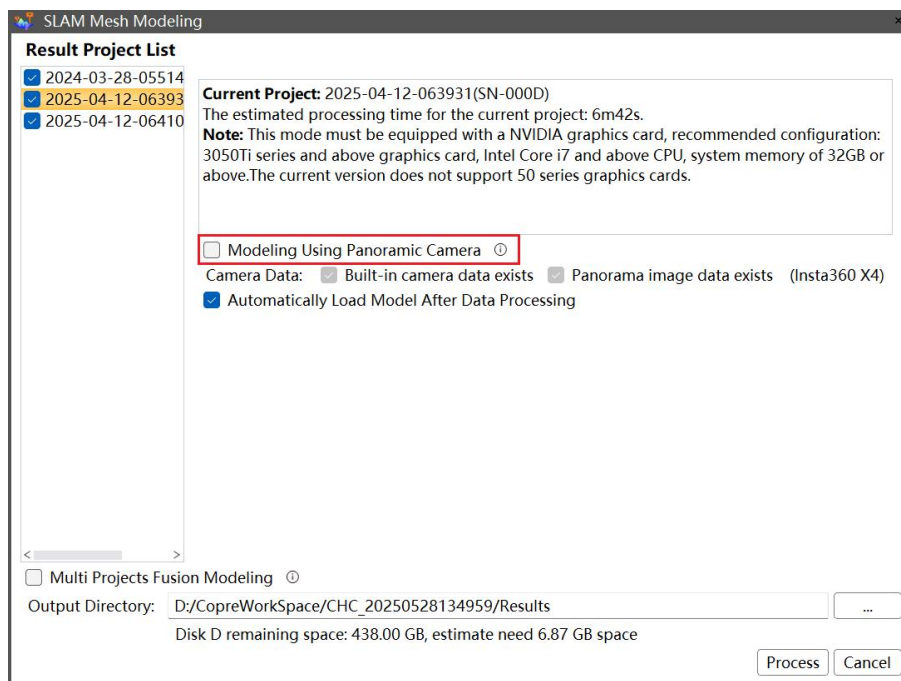 SLAM Mesh Modeling
Result Project List
2024-03-28-05514
2025-04-12-06393
2025-04-12-06410
Current Project: 2025-04-12-063931(SN-000D)
The estimated processing time for the current project: 6m42s.
Note: This mode must be equipped with a NVIDIA graphics card, recommended configuration:
3050Ti series and above graphics card, Intel Core i7 and above CPU, system memory of 32GB or
above.The current version does not support 50 series graphics cards.
Modeling Using Panoramic Camera
Camera Data: Built-in camera data exists Panorama image data exists (Insta360 X4)
Automatically Load Model After Data Processing
Multi Projects Fusion Modeling
Output Directory: D:/CopreWorkSpace/CHC_20250528134959/Results ...
Disk D remaining space: 438.00 GB, estimate need 6.87 GB space
Process Cancel